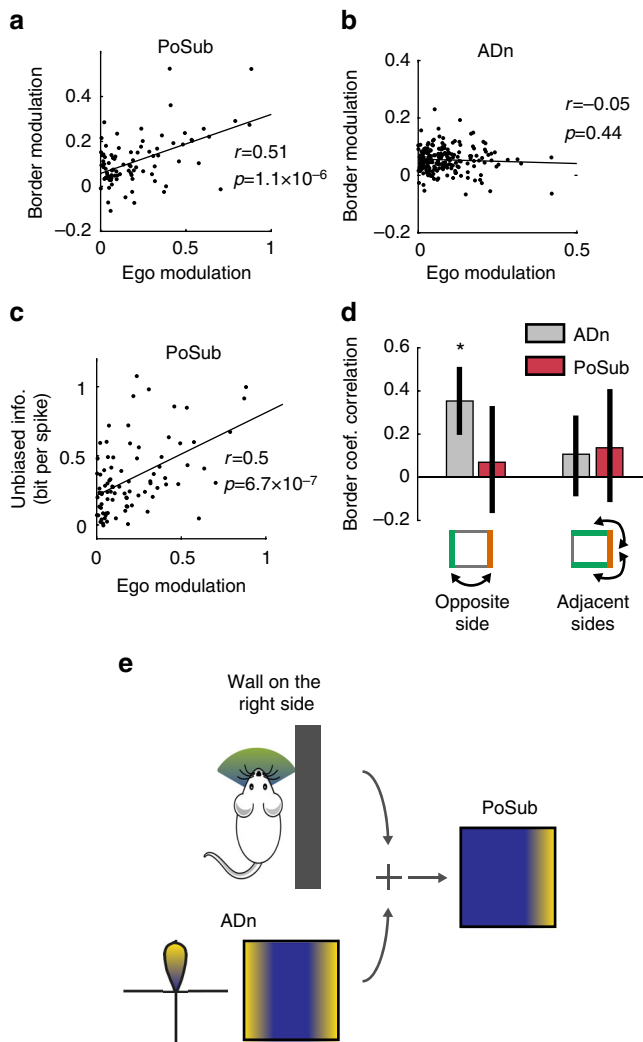 a
PoSub
Border modulation
0.4
0.2
0
−0.2
0
0.5
1
Ego modulation
r=0.51
p=1.1×10−6
b
ADn
Border modulation
0.4
0.2
0
−0.2
0
0.5
Ego modulation
r=−0.05
p=0.44
c
PoSub
Unbiased info.
(bit per spike)
1
0.5
0
0
0.5
1
Ego modulation
r=0.5
p=6.7×10−7
d
ADn
PoSub
Border coef. correlation
0.6
0.4
0.2
0
−0.2
*
Opposite
side
Adjacent
sides
e
Wall on the
right side
PoSub
ADn